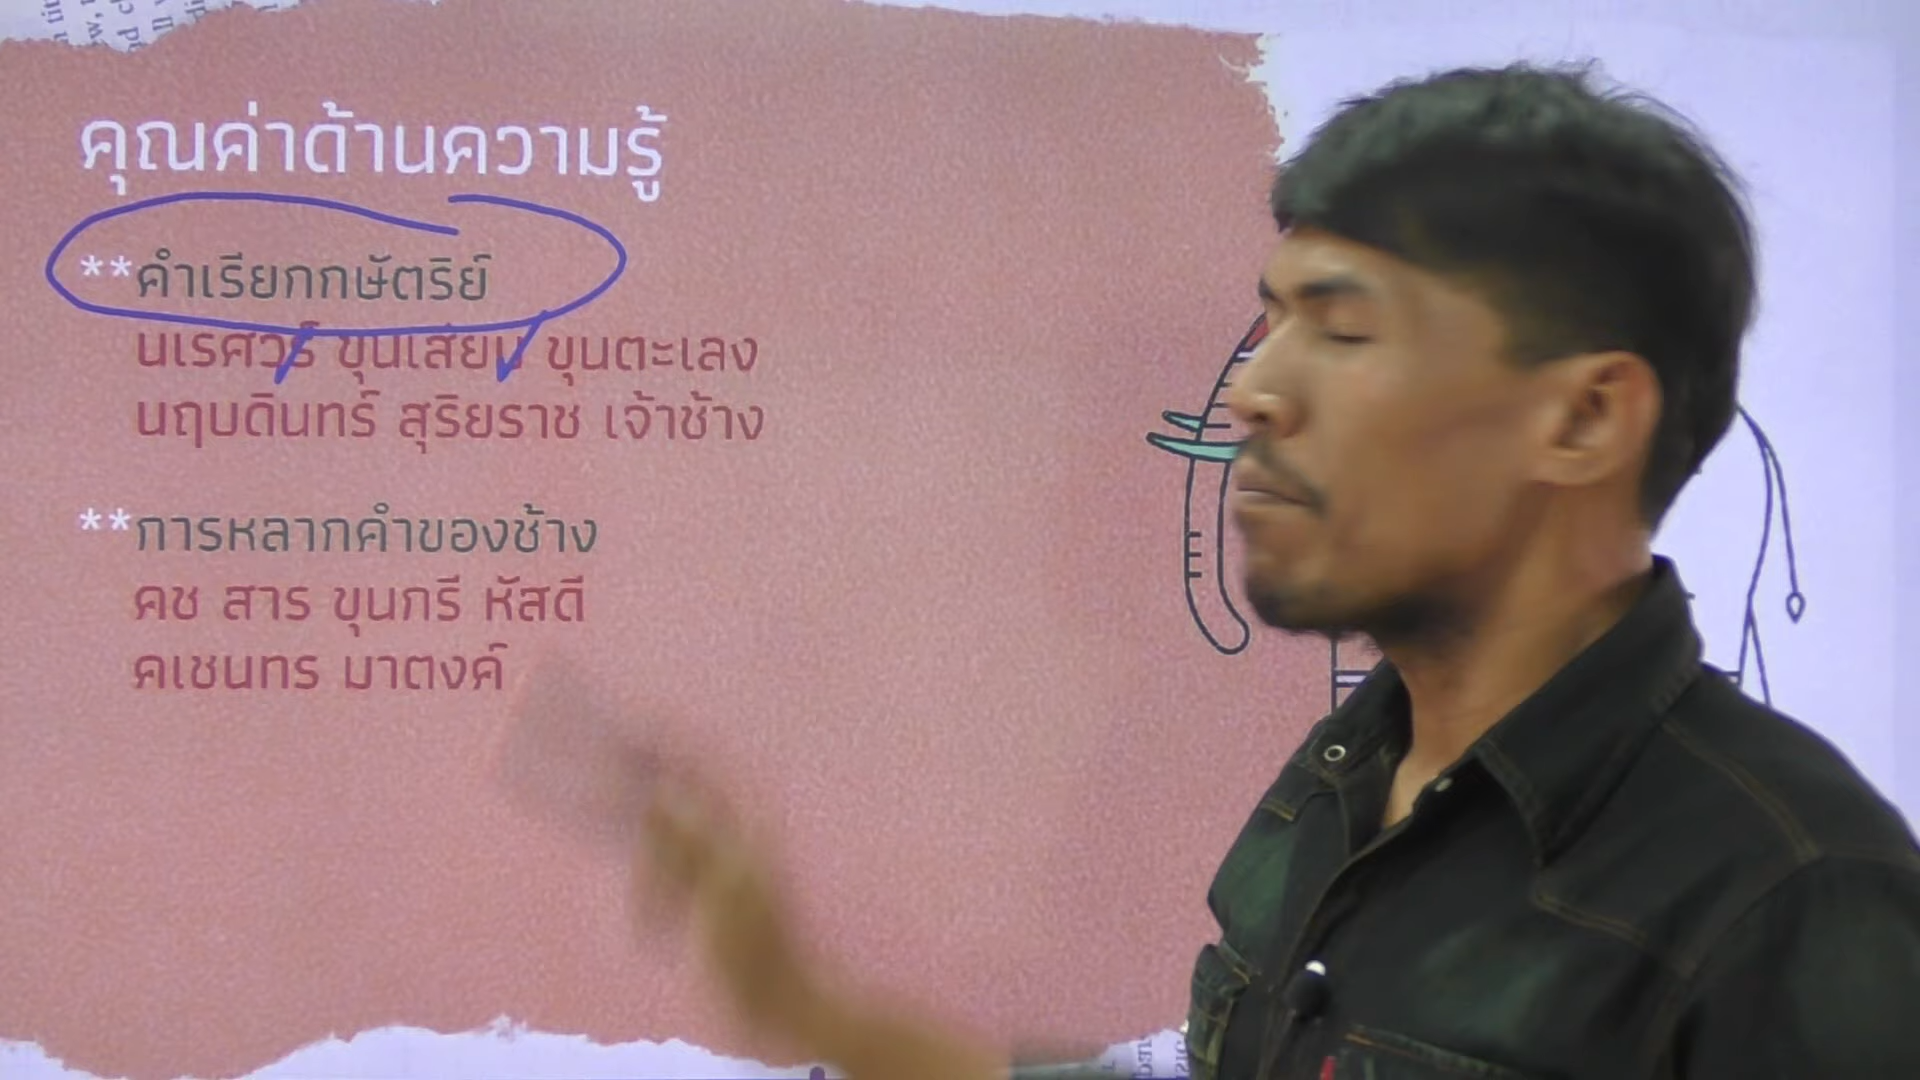 คุณค่าด้านความรู้
**คำเรียกกษัตริย์
นเรศวร์ ขุนเสียม ขุนตะเลง
นฤบดินทร์ สุริยราช เจ้าช้าง
**การหลากคำของช้าง
คช สาร ขุนกรี หัสดี
คเชนทร มาตงค์